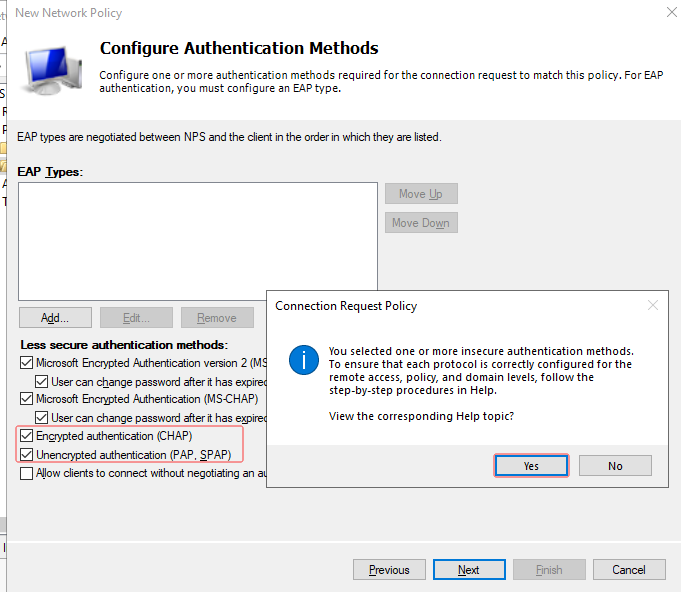 New Network Policy
Configure Authentication Methods
Configure one or more authentication methods required for the connection request to match this policy. For EAP
authentication, you must configure an EAP type.
EAP types are negotiated between NPS and the client in the order in which they are listed.
EAP Types:
Move Up
Move Down
Add...
Edit...
Remove
Less secure authentication methods:
Microsoft Encrypted Authentication version 2 (MS
User can change password after it has expired
Microsoft Encrypted Authentication (MS-CHAP)
User can change password after it has expired
Encrypted authentication (CHAP)
Unencrypted authentication (PAP, SPAP)
Allow clients to connect without negotiating an au
Connection Request Policy
You selected one or more insecure authentication methods.
To ensure that each protocol is correctly configured for the
remote access, policy, and domain levels, follow the
step-by-step procedures in Help.
View the corresponding Help topic?
Yes
No
Previous
Next
Finish
Cancel